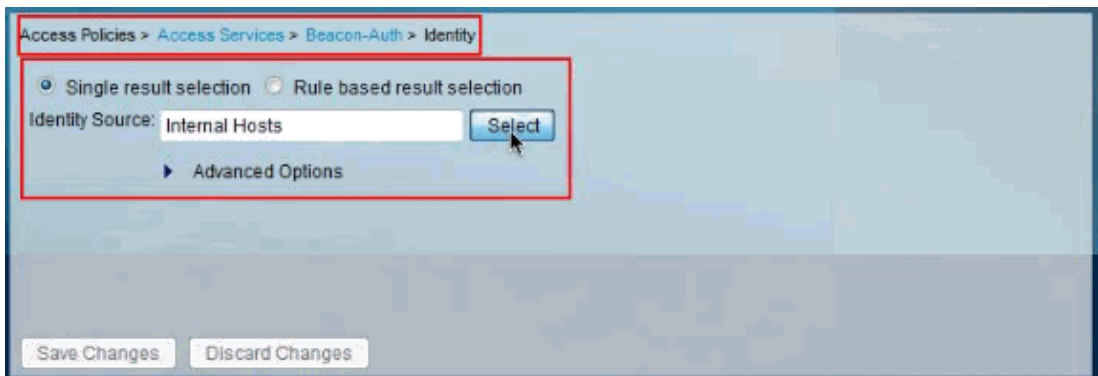 Access Policies > Access Services > Beacon-Auth > Identity
Single result selection Rule based result selection
Identity Source: Internal Hosts Select
Advanced Options
Save Changes Discard Changes